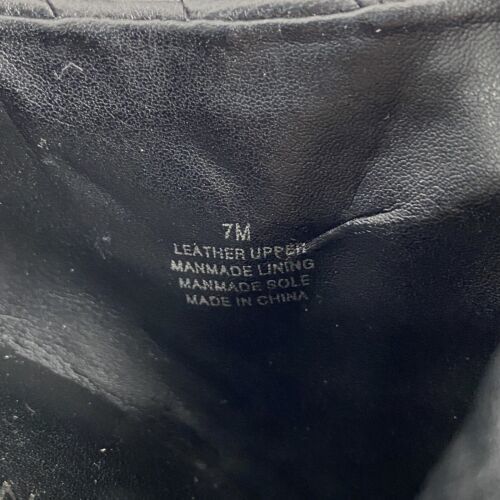 7M
LEATHER UPPER
MANMADE LINING
MANMADE SOLE
MADE IN CHINA